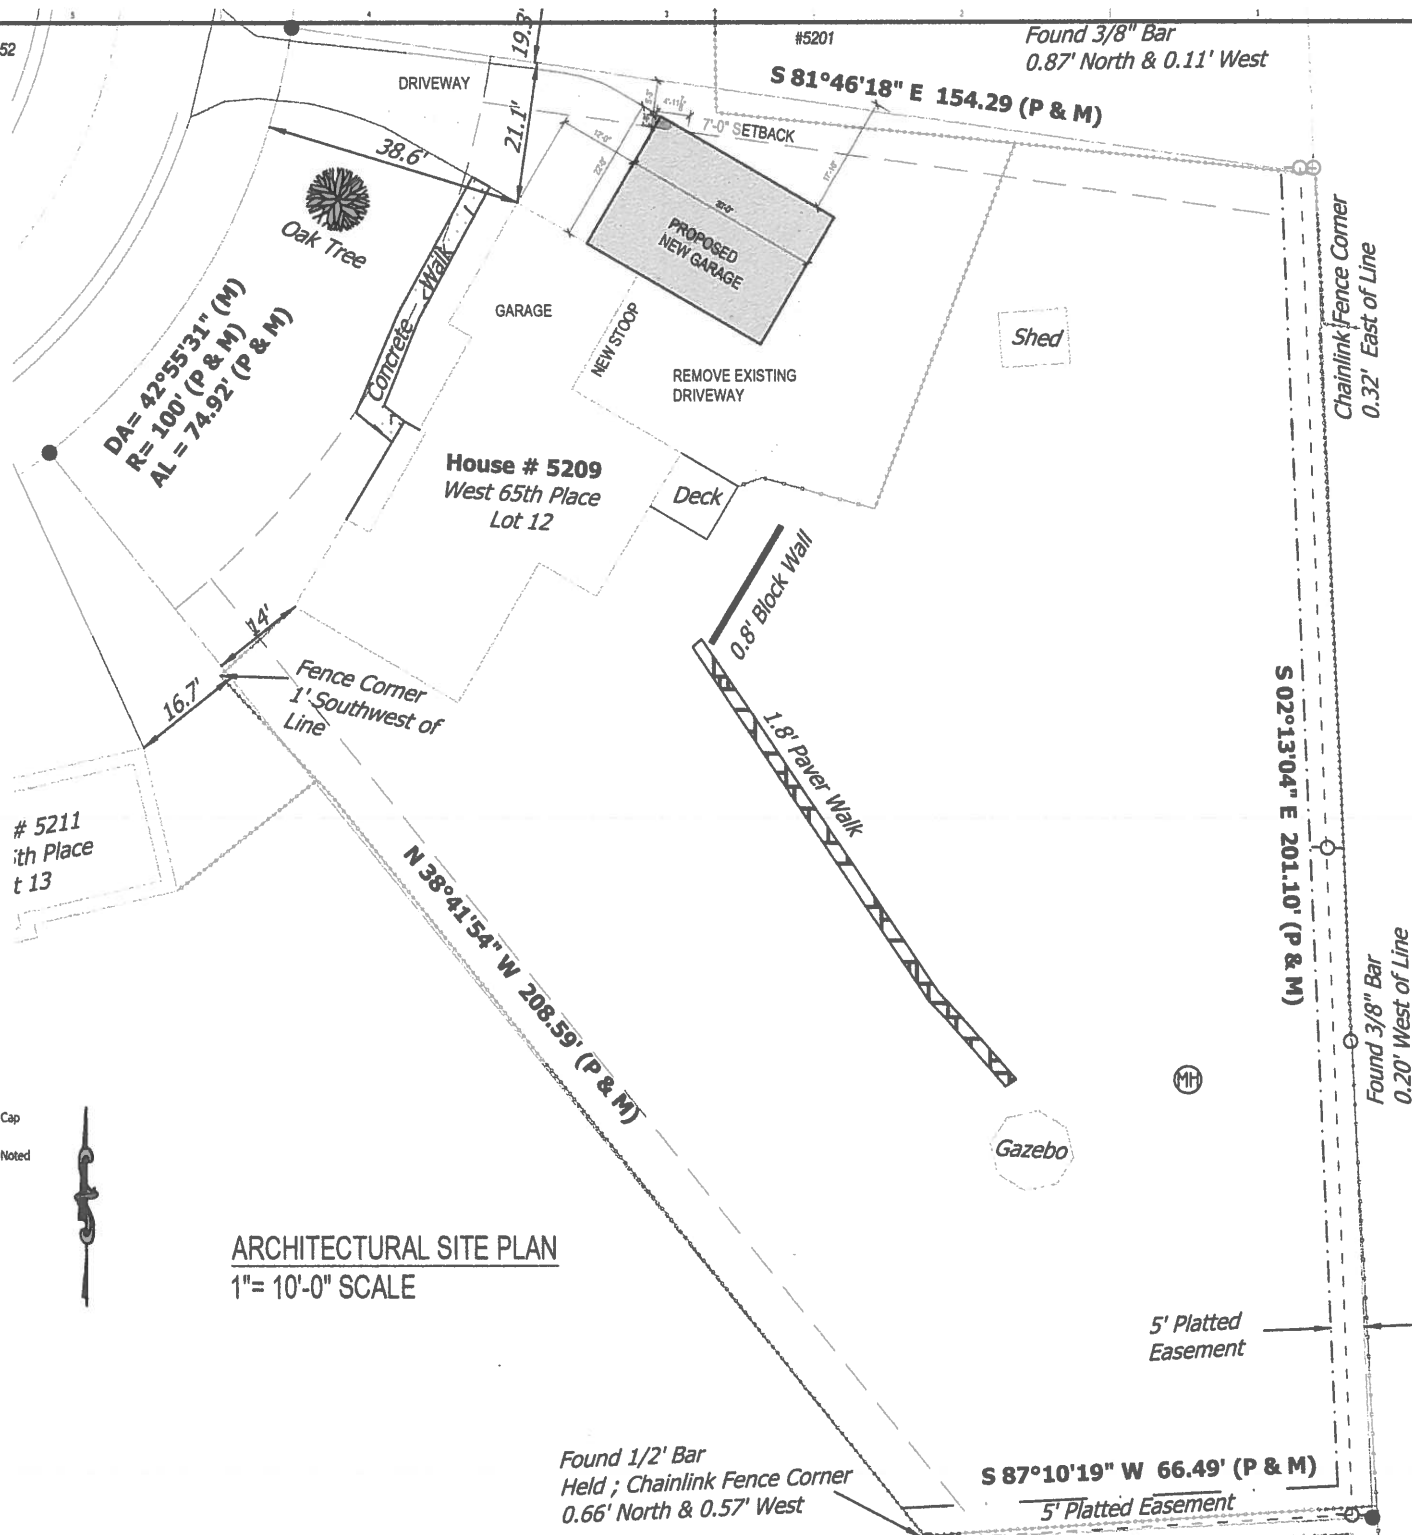 52
5
4
3
2
1
19.3'
#5201
Found 3/8" Bar
0.87' North & 0.11' West
DRIVEWAY
S 81°46'18" E 154.29 (P & M)
21.1'
7'-0" SETBACK
38.6'
Oak Tree
20'-0"
PROPOSED
NEW GARAGE
Concrete Walk
GARAGE
NEW STOOP
Shed
Chainlink Fence Corner
0.32' East of Line
DA= 42°55'31" (M)
R= 100' (P & M)
AL = 74.92' (P & M)
REMOVE EXISTING
DRIVEWAY
House # 5209
West 65th Place
Lot 12
Deck
0.8' Block Wall
14'
16.7'
Fence Corner
1' Southwest of
Line
1.8' Paver Walk
S 02°13'04" E 201.10' (P & M)
# 5211
th Place
t 13
N 38°41'54" W 208.59' (P & M)
Found 3/8" Bar
0.20' West of Line
MH
Gazebo
Cap
Noted
ARCHITECTURAL SITE PLAN
1"= 10'-0" SCALE
5' Platted
Easement
Found 1/2' Bar
Held ; Chainlink Fence Corner
0.66' North & 0.57' West
S 87°10'19" W 66.49' (P & M)
5' Platted Easement